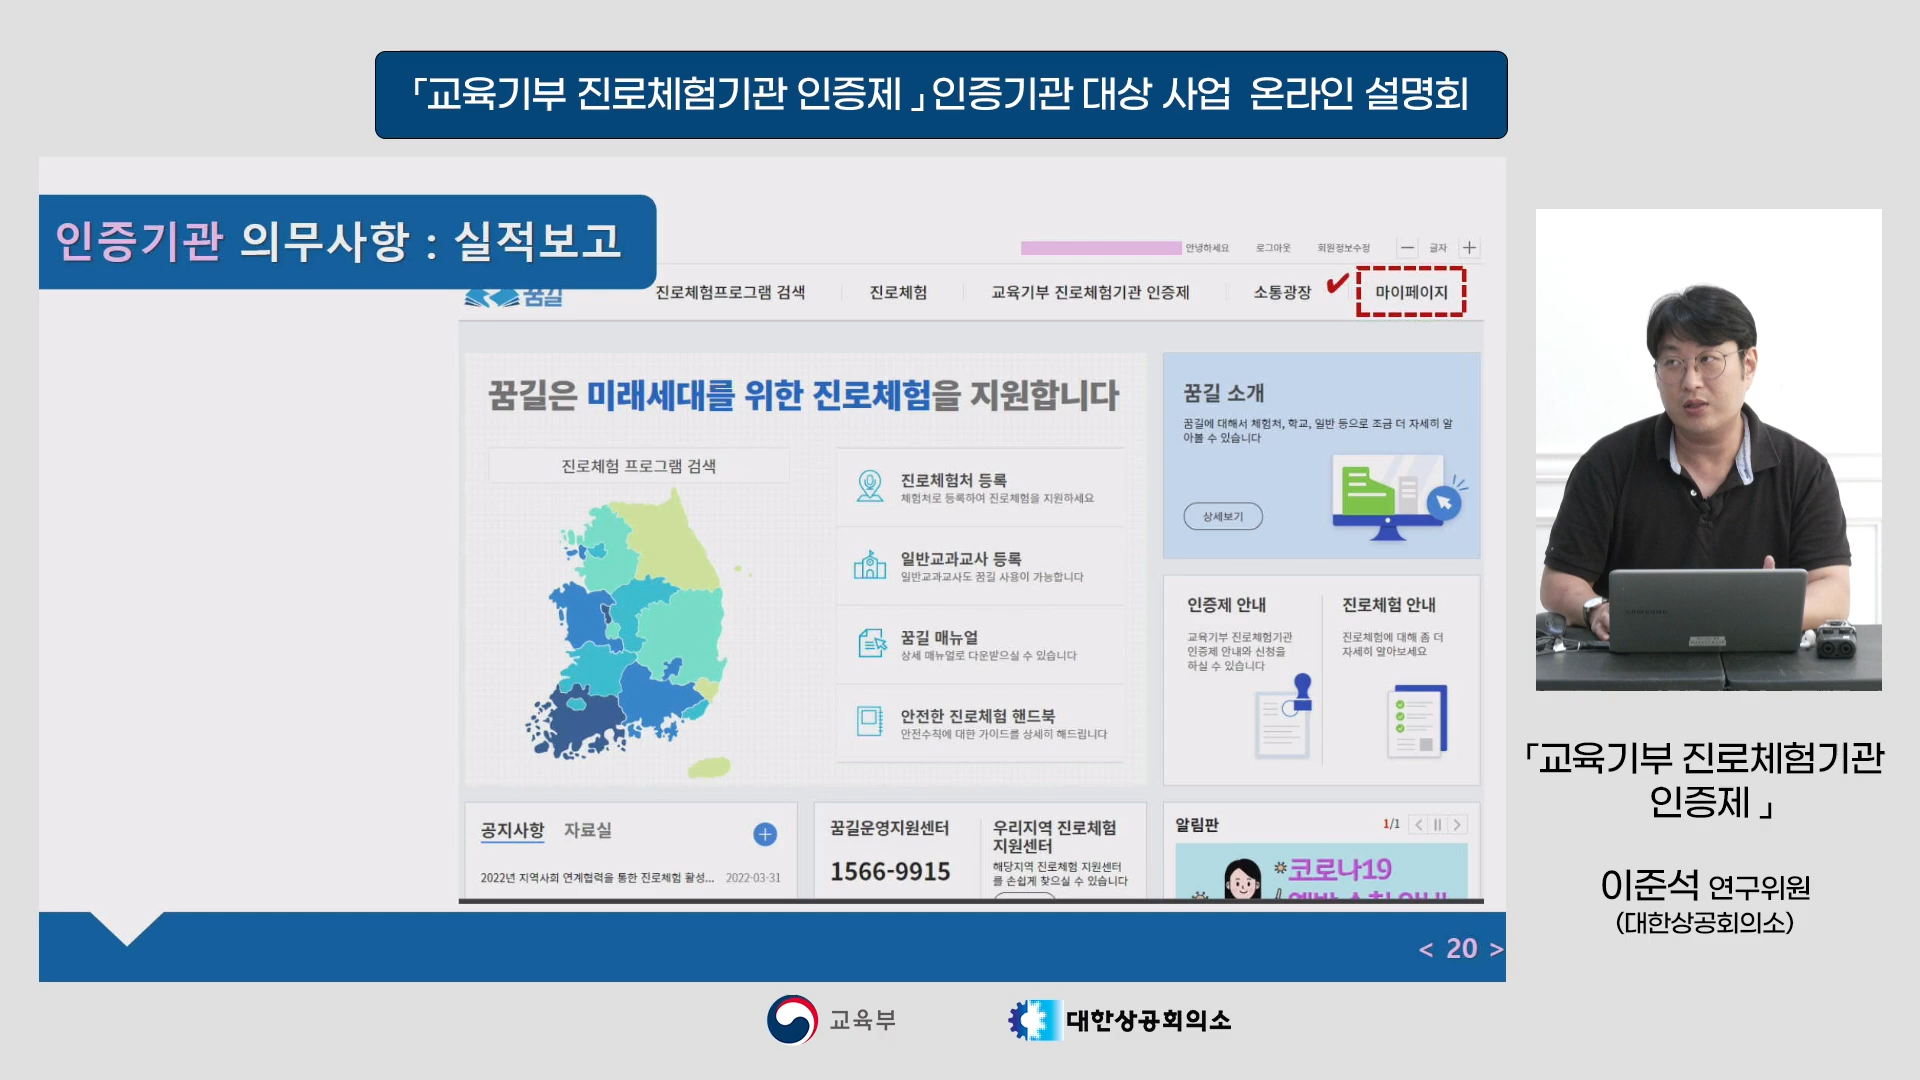 「교육기부 진로체험기관 인증제」인증기관 대상 사업 온라인 설명회
인증기관 의무사항 : 실적보고
안녕하세요 로그아웃 회원정보수정 글자
꿈길
진로체험프로그램 검색 진로체험 교육기부 진로체험기관 인증제 소통광장 마이페이지
꿈길은 미래세대를 위한 진로체험을 지원합니다
진로체험 프로그램 검색
진로체험처 등록
체험처로 등록하여 진로체험을 지원하세요
일반교과교사 등록
일반교과교사도 꿈길 사용이 가능합니다
꿈길 매뉴얼
상세 매뉴얼로 다운받으실 수 있습니다
안전한 진로체험 핸드북
안전수칙에 대한 가이드를 상세히 해드립니다
꿈길 소개
꿈길에 대해서 체험처, 학교, 일반 등으로 조금 더 자세히 알
아볼 수 있습니다
상세보기
인증제 안내
교육기부 진로체험기관
인증제 안내와 신청을
하실 수 있습니다
진로체험 안내
진로체험에 대해 좀 더
자세히 알아보세요
공지사항 자료실
2022년 지역사회 연계협력을 통한 진로체험 활성... 2022-03-31
꿈길운영지원센터
1566-9915
우리지역 진로체험
지원센터
해당지역 진로체험 지원센터
를 손쉽게 찾으실 수 있습니다
알림판 1/1
코로나19
< 20 >
SAMSUNG
「교육기부 진로체험기관
인증제」
이준석 연구위원
(대한상공회의소)
교육부
대한상공회의소